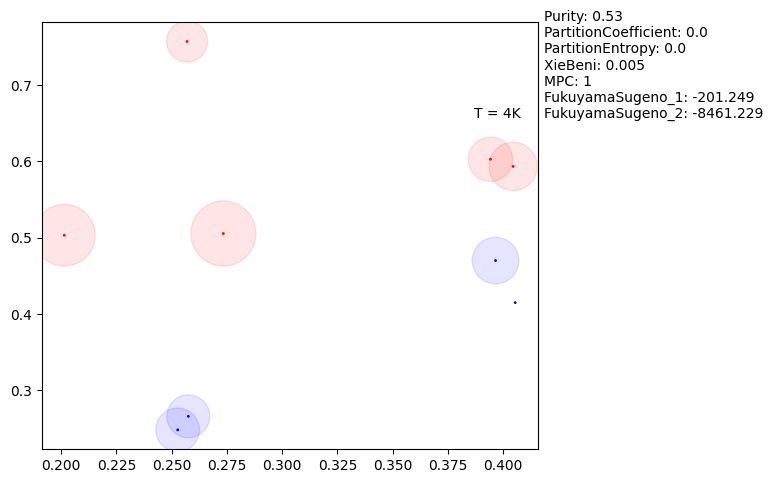 Purity: 0.53
PartitionCoefficient: 0.0
PartitionEntropy: 0.0
XieBeni: 0.005
MPC: 1
FukuyamaSugeno_1: -201.249
FukuyamaSugeno_2: -8461.229
T = 4K
0.7
0.6
0.5
0.4
0.3
0.200 0.225 0.250 0.275 0.300 0.325 0.350 0.375 0.400